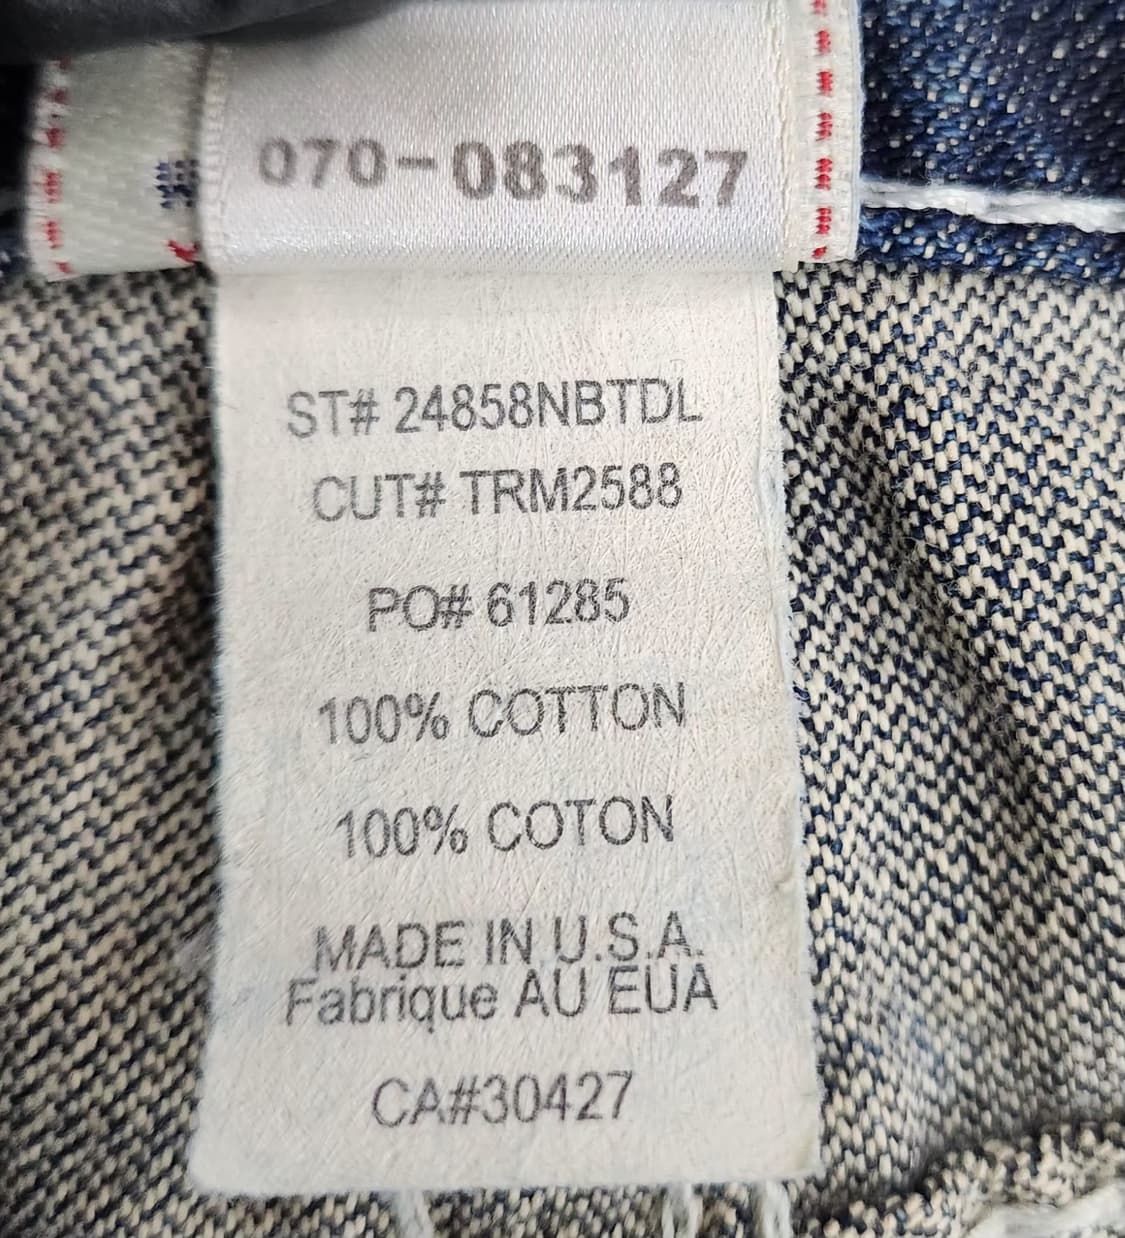 070-083127
ST# 24858NBTDL
CUT# TRM2588
PO# 61285
100% COTTON
100% COTON
MADE IN U.S.A.
Fabrique AU EUA
CA#30427